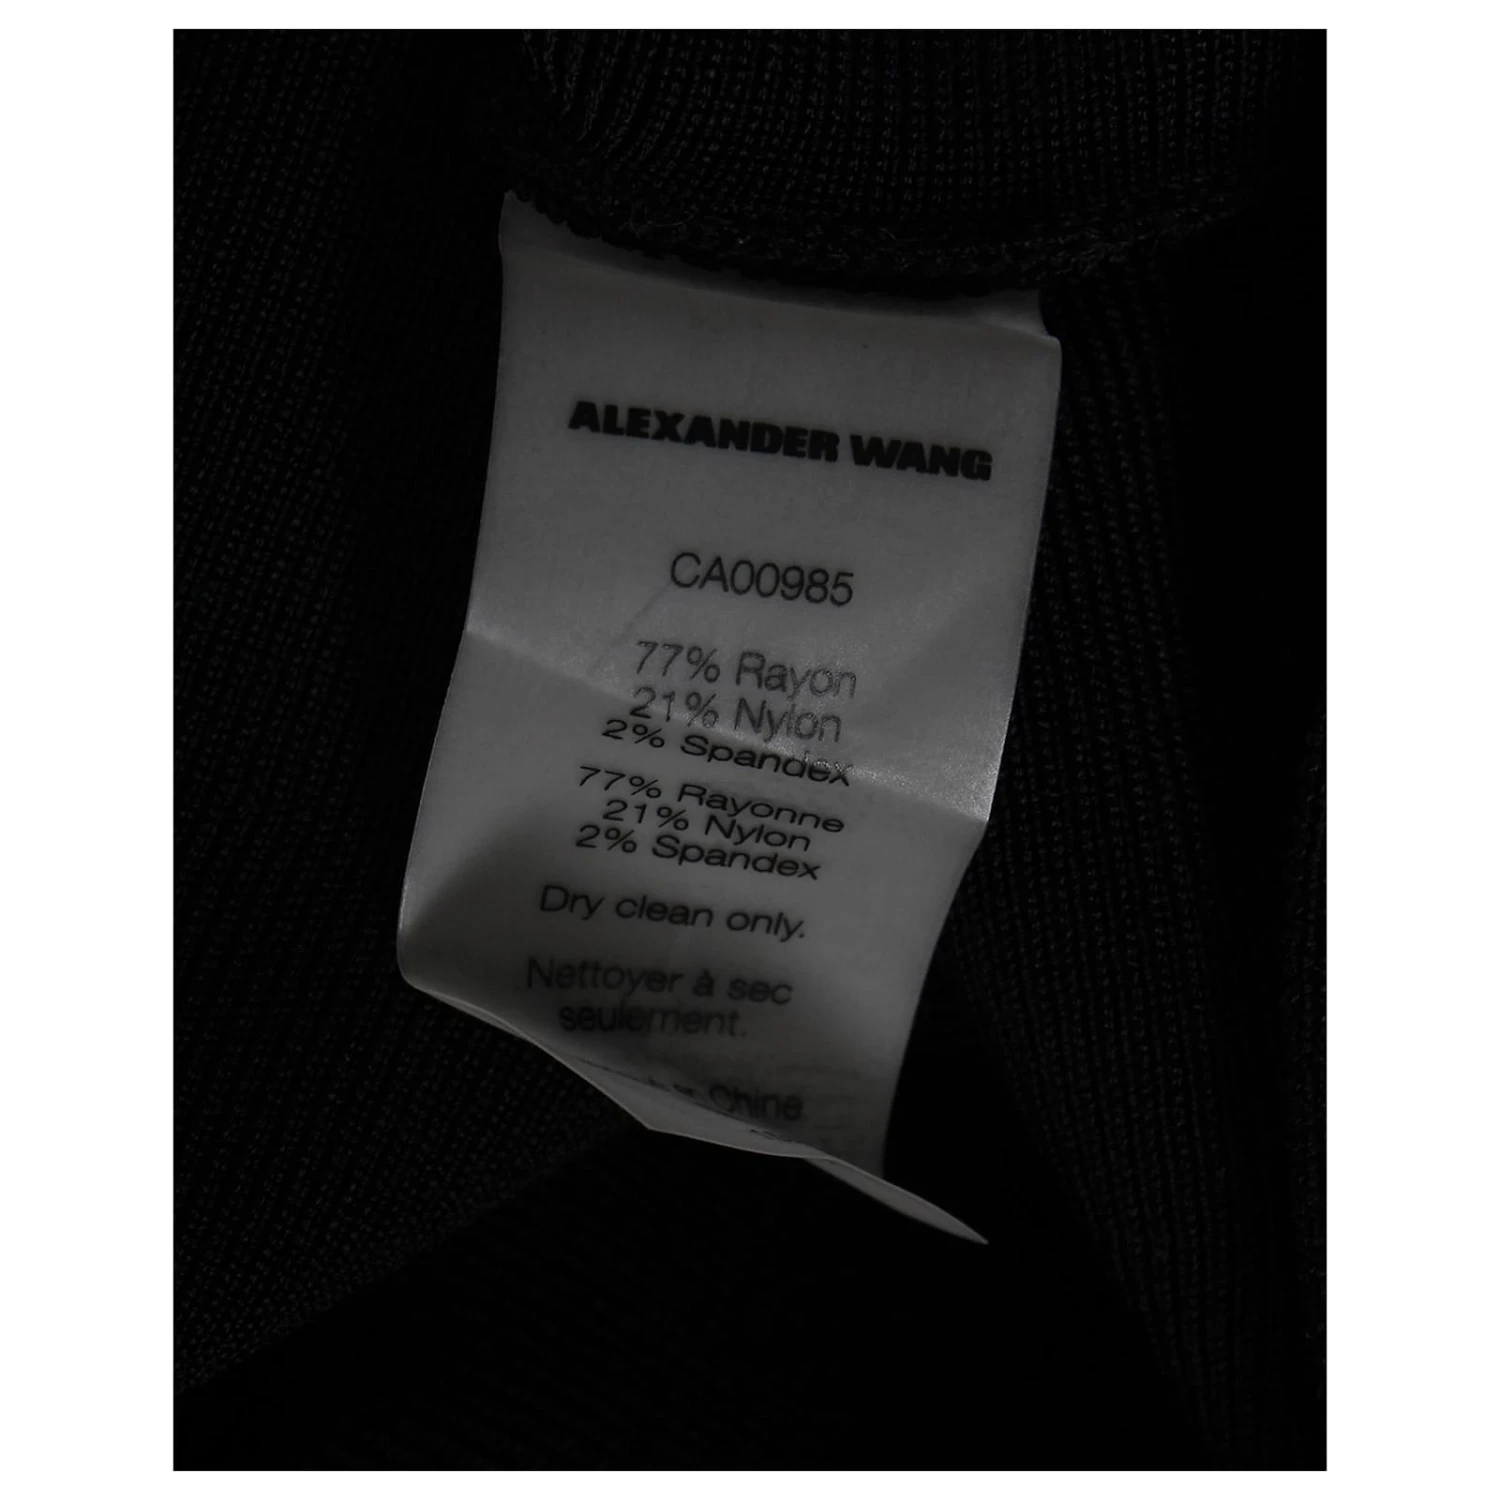 ALEXANDER WANG
CA00985
77% Rayon
21% Nylon
2% Spandex
77% Rayonne
21% Nylon
2% Spandex
Dry clean only.
Nettoyer à sec
seulement.
Chine